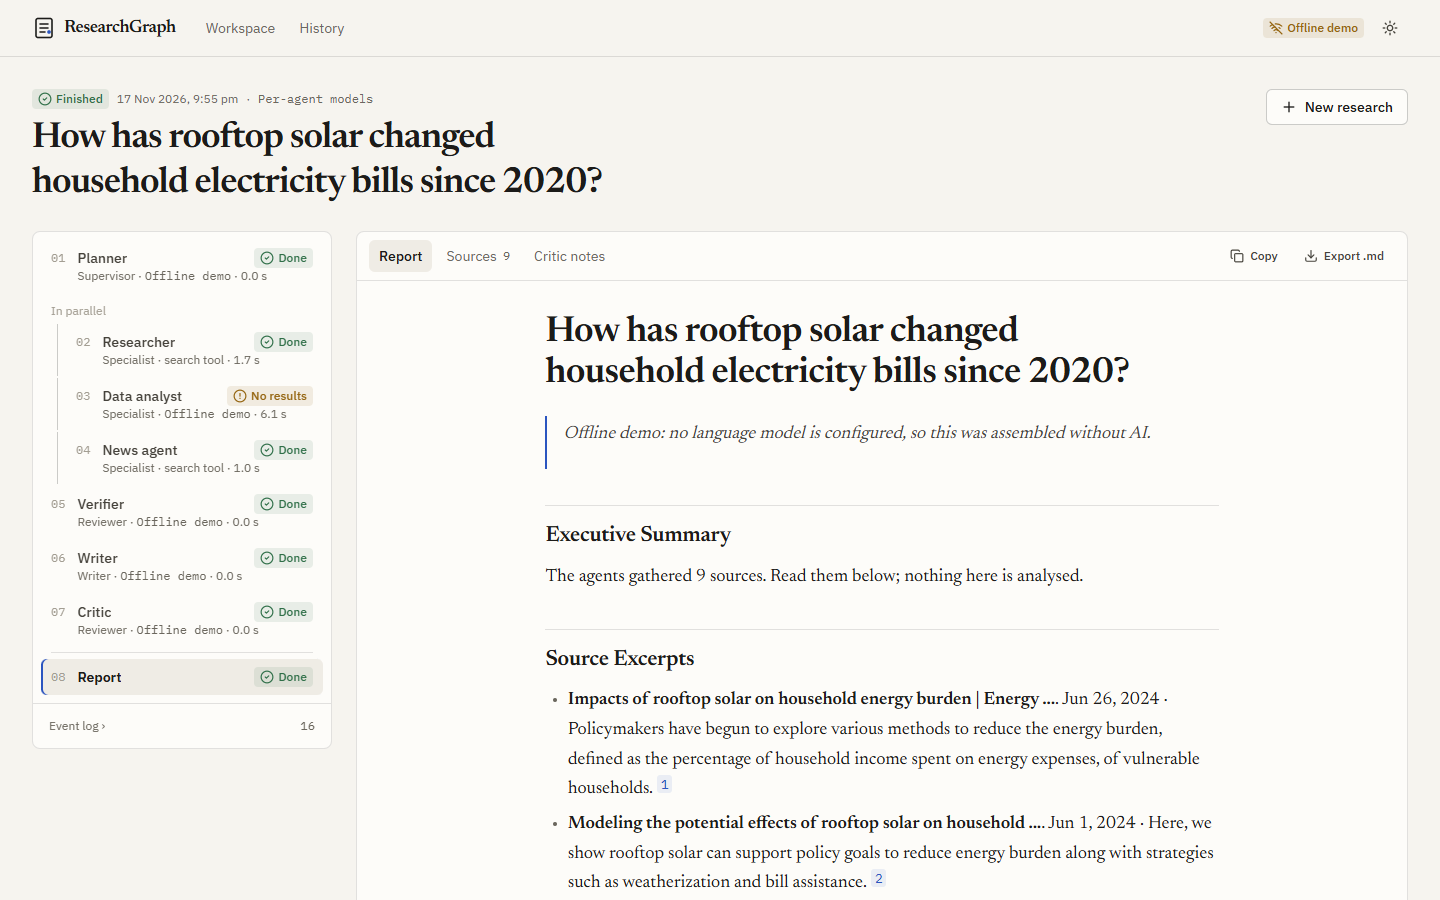 ResearchGraph Workspace History Offline demo
Finished 17 Nov 2026, 9:55 pm · Per-agent models
New research
How has rooftop solar changed
household electricity bills since 2020?
01 Planner Done
Supervisor · Offline demo · 0.0 s
In parallel
02 Researcher Done
Specialist · search tool · 1.7 s
03 Data analyst No results
Specialist · Offline demo · 6.1 s
04 News agent Done
Specialist · search tool · 1.0 s
05 Verifier Done
Reviewer · Offline demo · 0.0 s
06 Writer Done
Writer · Offline demo · 0.0 s
07 Critic Done
Reviewer · Offline demo · 0.0 s
08 Report Done
Event log › 16
Report Sources 9 Critic notes Copy Export .md
How has rooftop solar changed
household electricity bills since 2020?
Offline demo: no language model is configured, so this was assembled without AI.
Executive Summary
The agents gathered 9 sources. Read them below; nothing here is analysed.
Source Excerpts
• Impacts of rooftop solar on household energy burden | Energy .... Jun 26, 2024 ·
Policymakers have begun to explore various methods to reduce the energy burden,
defined as the percentage of household income spent on energy expenses, of vulnerable
households. 1
• Modeling the potential effects of rooftop solar on household .... Jun 1, 2024 · Here, we
show rooftop solar can support policy goals to reduce energy burden along with strategies
such as weatherization and bill assistance. 2